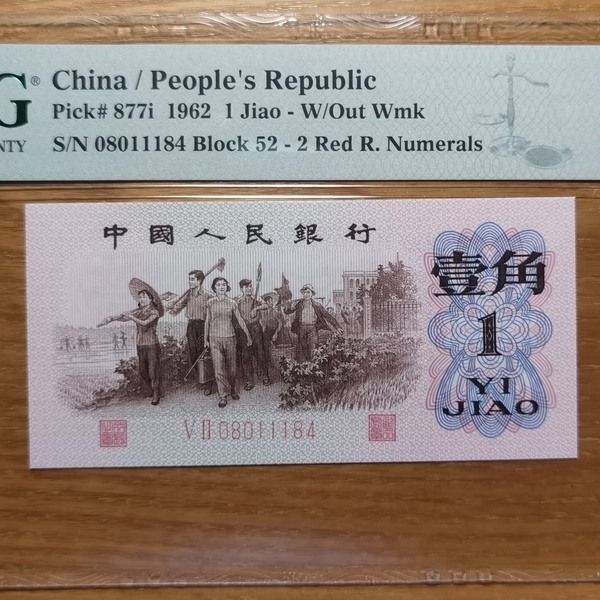 G® China / People's Republic
Pick# 877i 1962 1 Jiao - W/Out Wmk
NTY S/N 08011184 Block 52 - 2 Red R. Numerals
中國人民銀行
壹角
1
YI
JIAO
VII 08011184